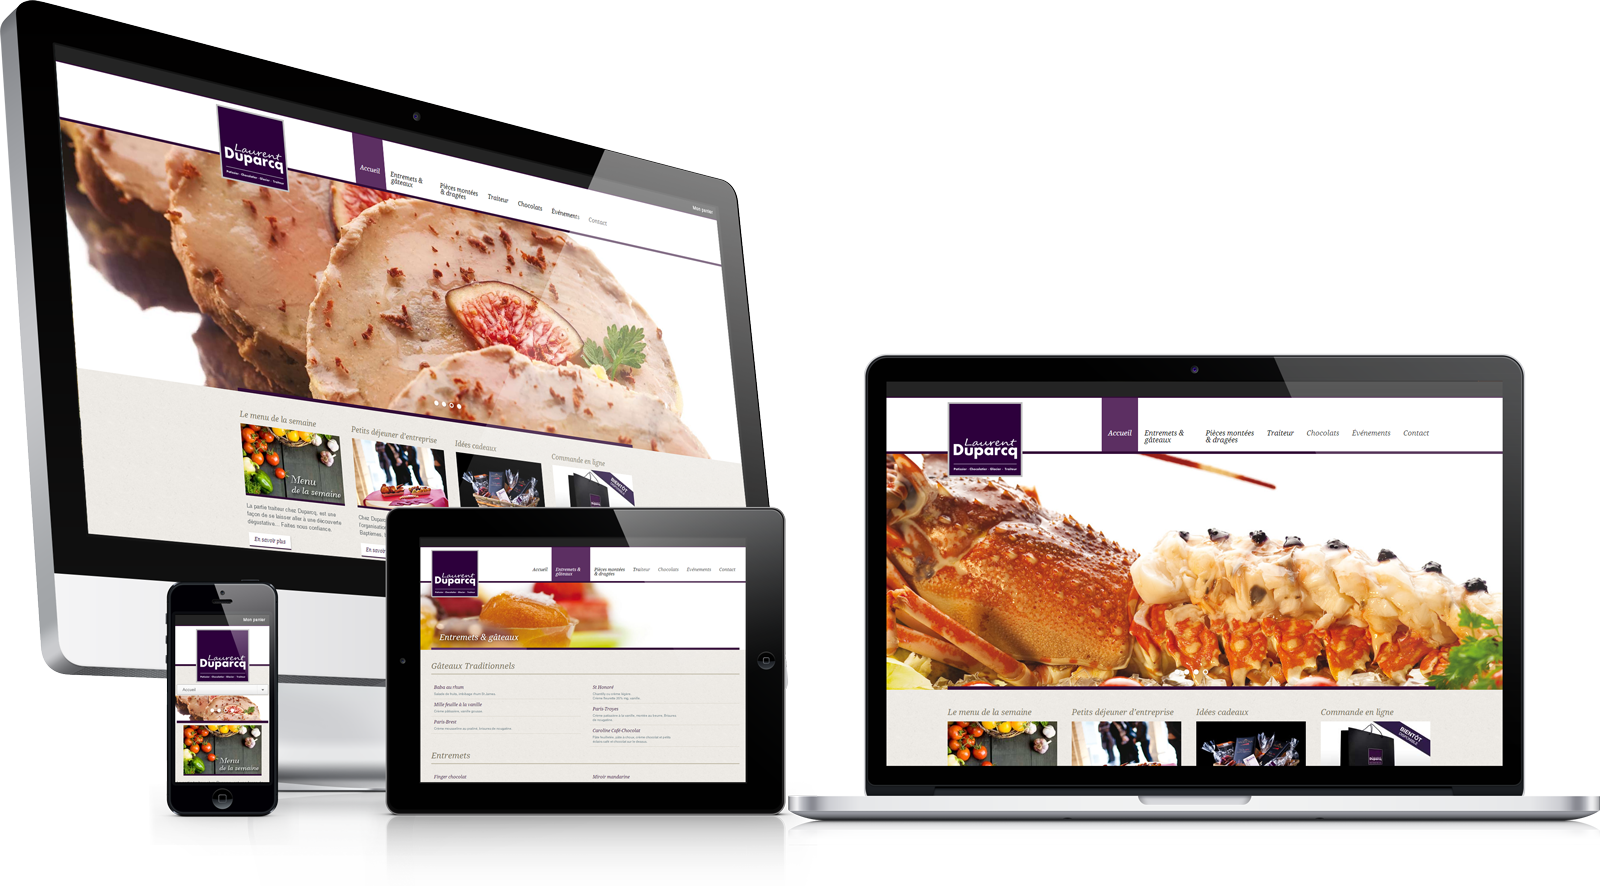 Mon panier
Laurent
Duparcq
Patissier - Chocolatier - Glacier - Traiteur
Accueil
Entremets &
gâteaux
Pièces montées
& dragées
Traiteur
Chocolats
Événements
Contact
Le menu de la semaine
Petits déjeuner d'entreprise
Idées cadeaux
Commande en ligne
Menu
de la semaine
BIENTÔT
La partie traiteur chez Duparcq, est une
façon de se laisser aller à une découverte
dégustative... Faites nous confiance.
En savoir plus
Chez Duparcq
l'organisation
Baptêmes,
En savoir
Mon panier
Laurent
Duparcq
Accueil
Menu
de la semaine
Laurent
Duparcq
Accueil
Entremets &
gâteaux
Pièces montées
& dragées
Traiteur
Chocolats
Événements
Contact
Entremets & gâteaux
Gâteaux Traditionnels
Baba au rhum
Mille feuille à la vanille
Paris-Brest
St Honoré
Paris-Troyes
Caroline Café-Chocolat
Entremets
Finger chocolat
Miroir mandarine
Laurent
Duparcq
Patissier - Chocolatier - Glacier - Traiteur
Accueil
Entremets &
gâteaux
Pièces montées
& dragées
Traiteur
Chocolats
Événements
Contact
Le menu de la semaine
Petits déjeuner d'entreprise
Idées cadeaux
Commande en ligne
BIENTÔT